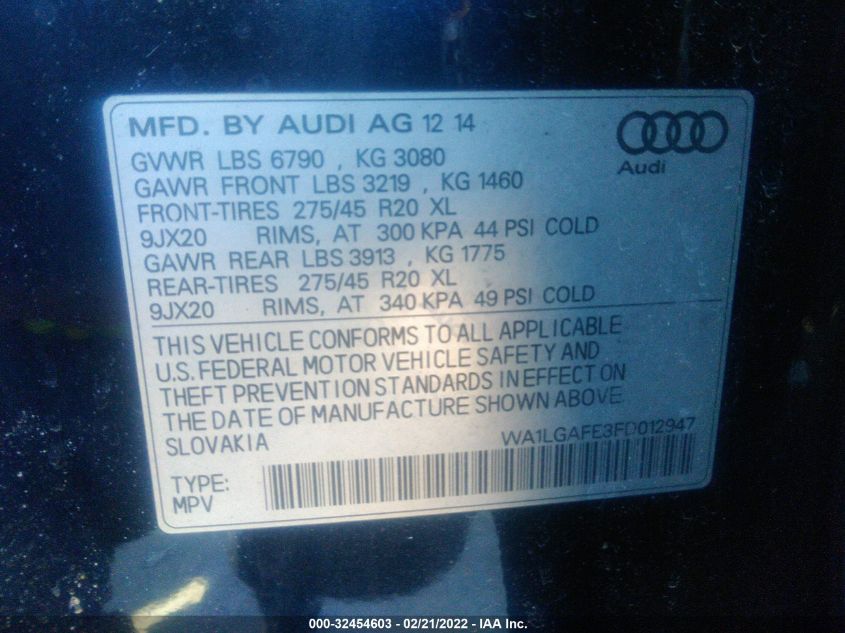 MFD. BY AUDI AG 12 14
Audi
GVWR LBS 6790 , KG 3080
GAWR FRONT LBS 3219 , KG 1460
FRONT-TIRES 275/45 R20 XL
9JX20 RIMS, AT 300 KPA 44 PSI COLD
GAWR REAR LBS 3913 , KG 1775
REAR-TIRES 275/45 R20 XL
9JX20 RIMS, AT 340 KPA 49 PSI COLD
THIS VEHICLE CONFORMS TO ALL APPLICABLE
U.S. FEDERAL MOTOR VEHICLE SAFETY AND
THEFT PREVENTION STANDARDS IN EFFECT ON
THE DATE OF MANUFACTURE SHOWN ABOVE
SLOVAKIA WA1LGAFE3FD012947
TYPE:
MPV
000-32454603 - 02/21/2022 - IAA Inc.